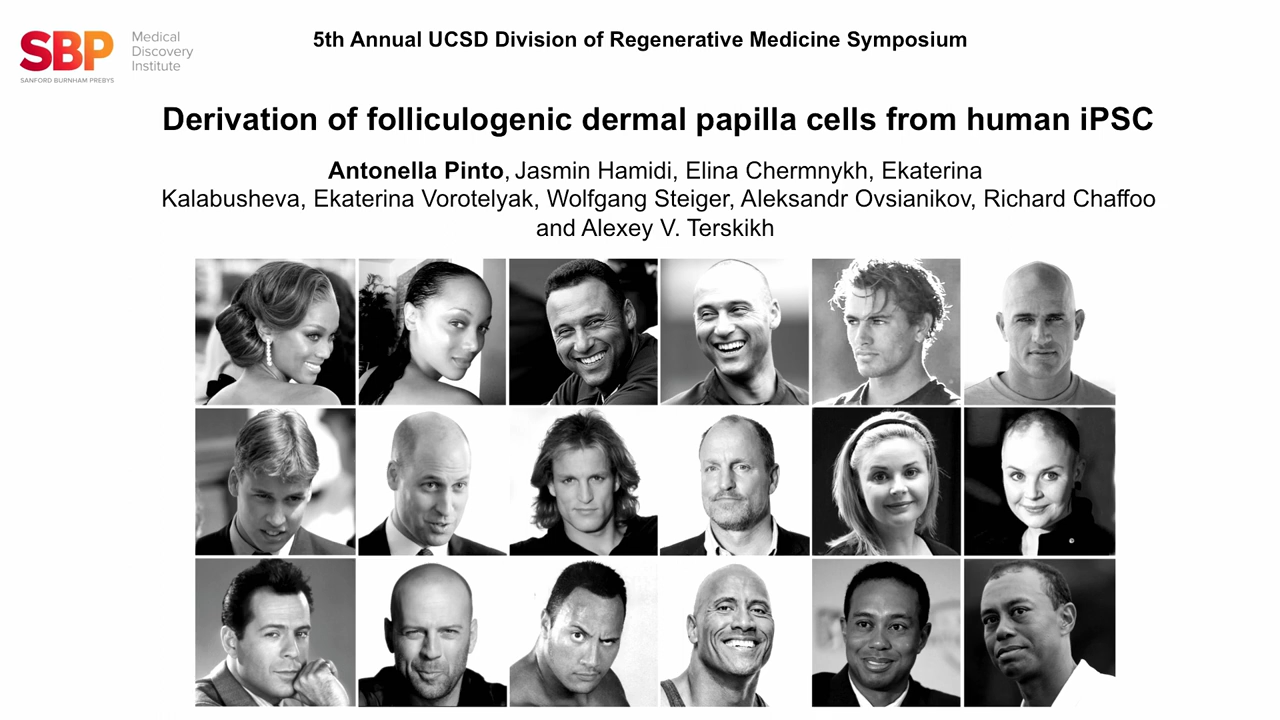 SBP
SANFORD BURNHAM PREBYS
Medical
Discovery
Institute
5th Annual UCSD Division of Regenerative Medicine Symposium
Derivation of folliculogenic dermal papilla cells from human iPSC
Antonella Pinto, Jasmin Hamidi, Elina Chermnykh, Ekaterina
Kalabusheva, Ekaterina Vorotelyak, Wolfgang Steiger, Aleksandr Ovsianikov, Richard Chaffoo
and Alexey V. Terskikh